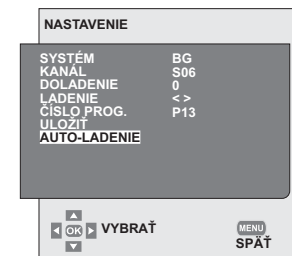 NASTAVENIE
SYSTÉM BG
KANÁL S06
DOLADENIE 0
LADENIE < >
ČÍSLO PROG. P13
ULOŽIŤ
AUTO-LADENIE
OK VYBRAŤ MENU
SPÄŤ